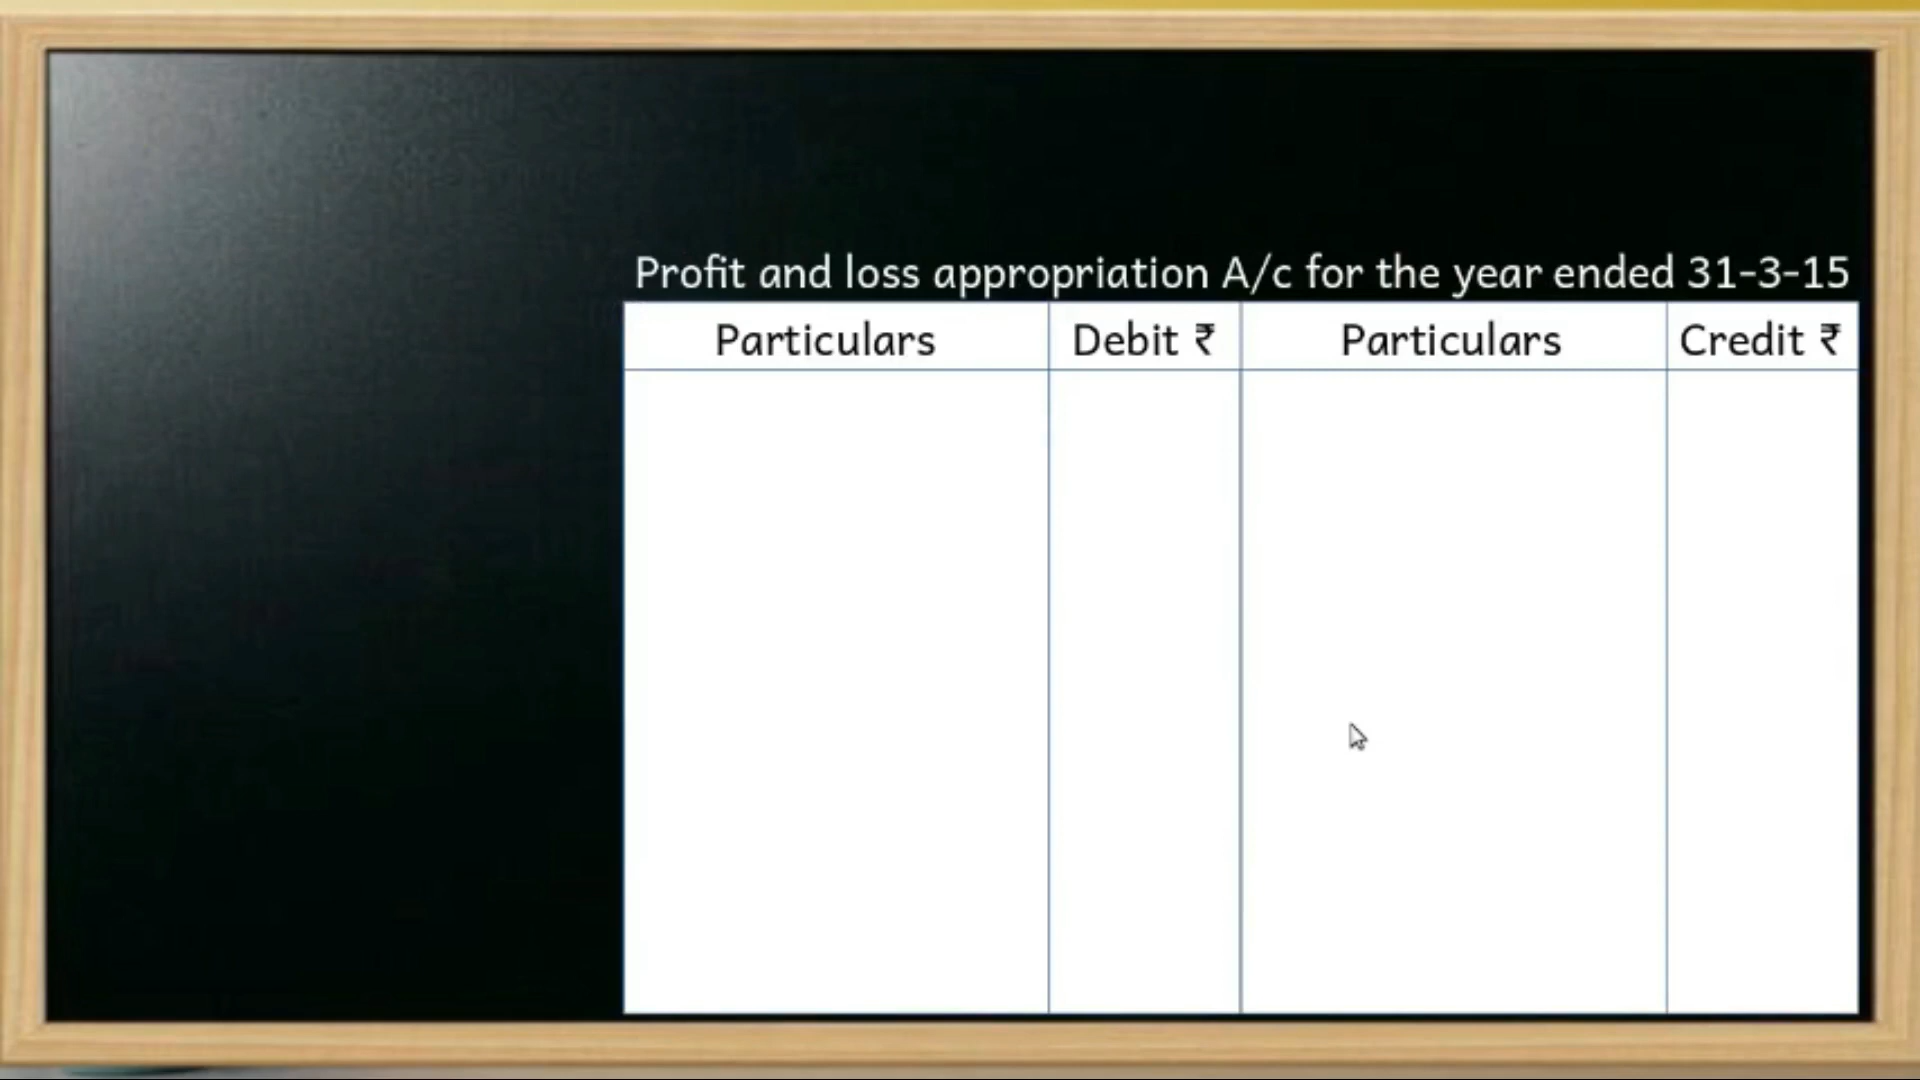 Profit and loss appropriation A/c for the year ended 31-3-15
Particulars Debit ₹ Particulars Credit ₹